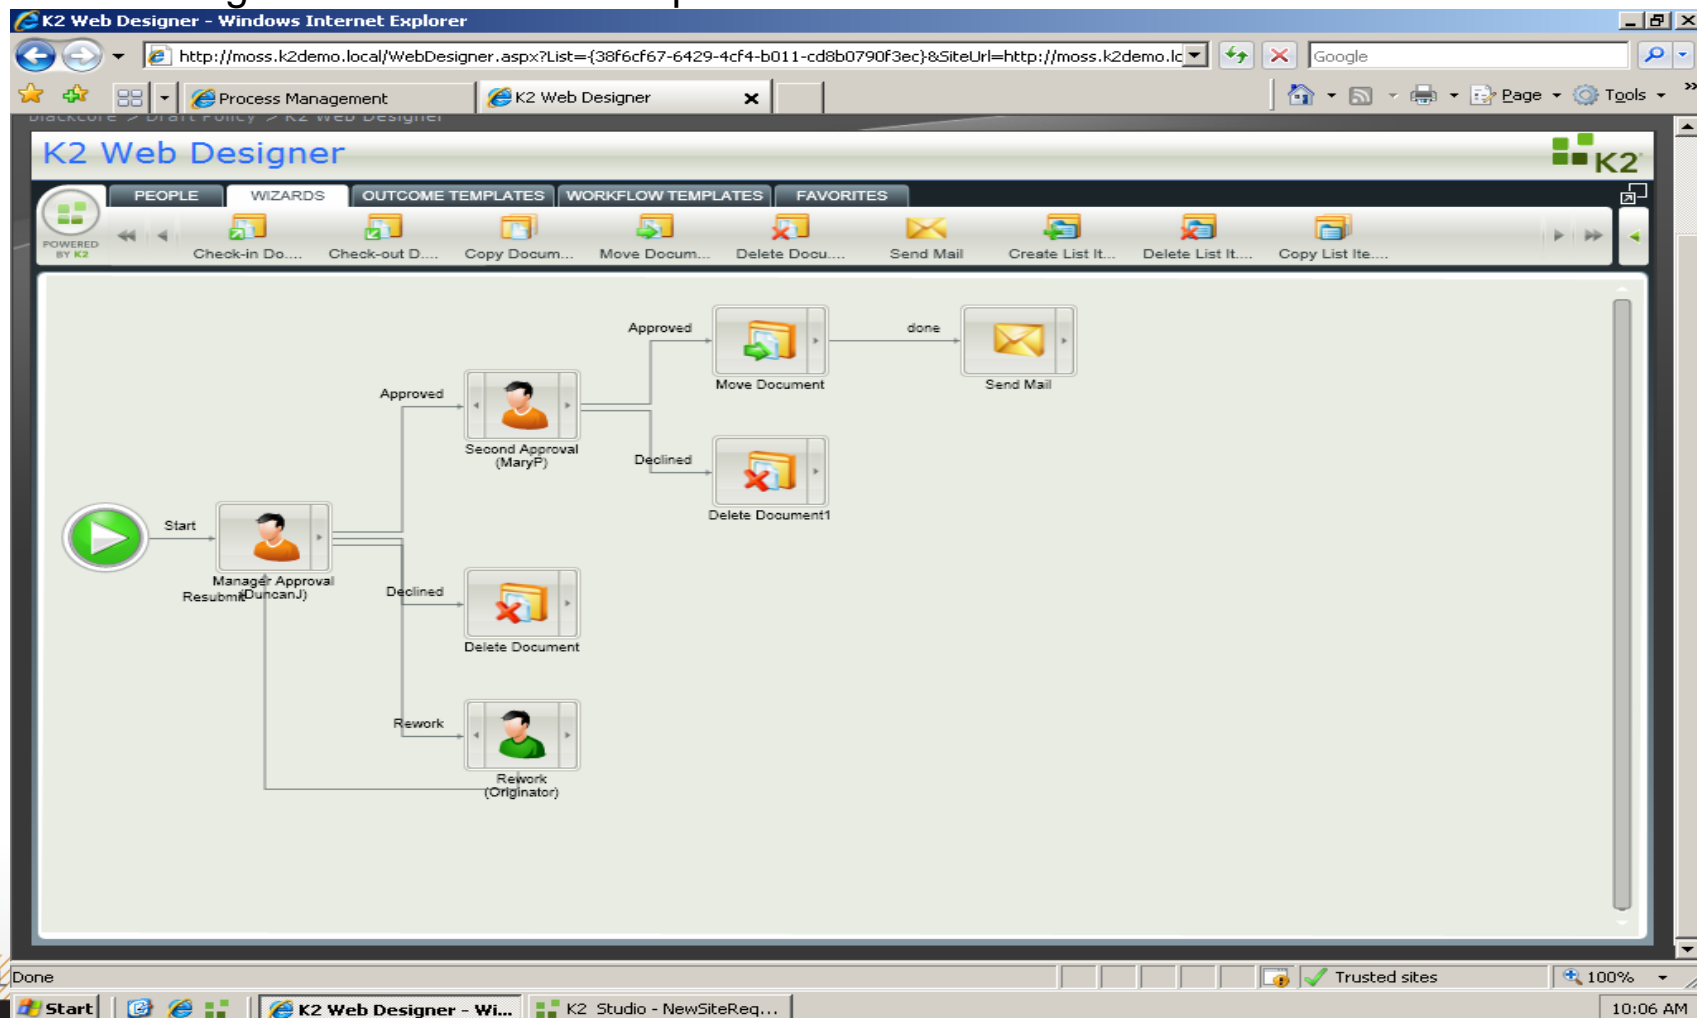 K2 Web Designer - Windows Internet Explorer
http://moss.k2demo.local/WebDesigner.aspx?List={38f6cf67-6429-4cf4-b011-cd8b0790f3ec}&SiteUrl=http://moss.k2demo.lc
Google
Process Management
K2 Web Designer
Page
Tools
Draft Policy > K2 Web Designer
K2 Web Designer
K2
PEOPLE WIZARDS OUTCOME TEMPLATES WORKFLOW TEMPLATES FAVORITES
POWERED BY K2
Check-in Do.... Check-out D.... Copy Docum... Move Docum... Delete Docu.... Send Mail Create List It... Delete List It.... Copy List Ite....
Approved
done
Move Document
Send Mail
Approved
Second Approval
(MaryP)
Declined
Delete Document1
Start
Manager Approval
(DuncanJ)
Resubmit
Declined
Delete Document
Rework
Rework
(Originator)
Done
Trusted sites
100%
Start
K2 Web Designer - Wi...
K2 Studio - NewSiteReq...
10:06 AM